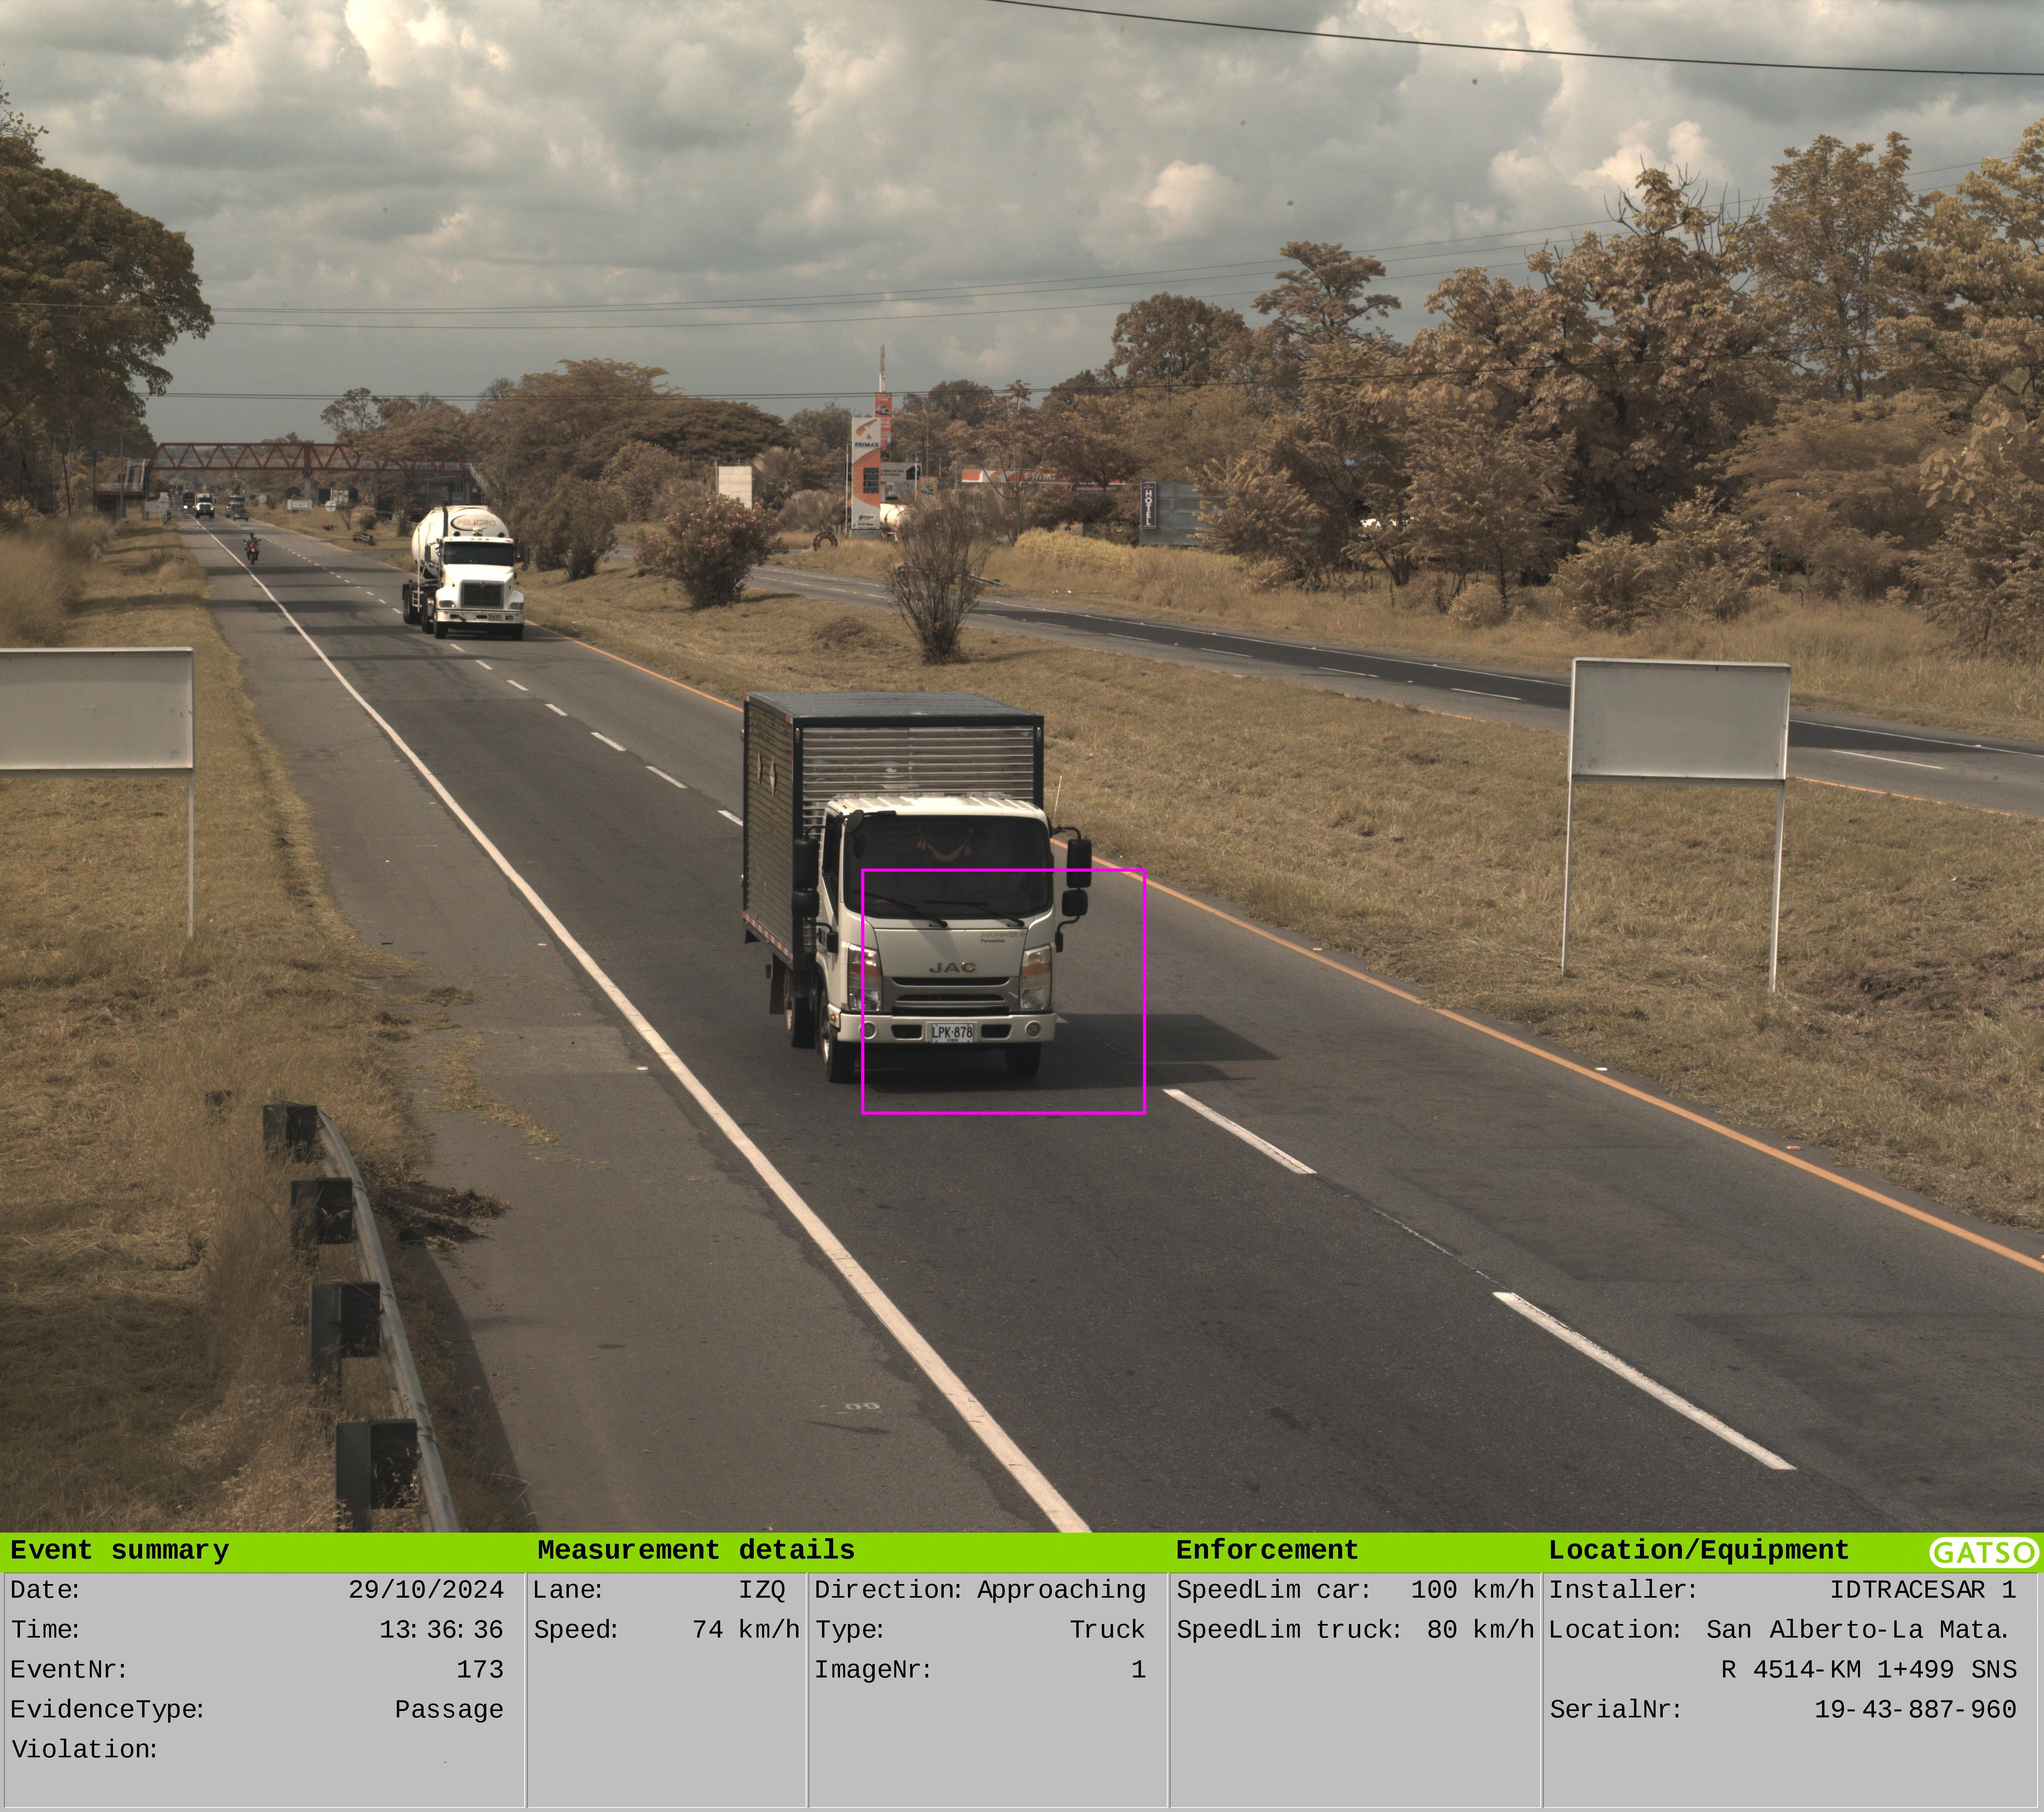 PELIGRO
PRIMAX
HOTEL
JAC
LPK·878
Event summary
Measurement details
Enforcement
Location/Equipment
GATSO
Date: 29/10/2024
Lane: IZQ
Direction: Approaching
SpeedLim car: 100 km/h
Installer: IDTRACESAR 1
Time: 13:36:36
Speed: 74 km/h
Type: Truck
SpeedLim truck: 80 km/h
Location: San Alberto-La Mata.
EventNr: 173
ImageNr: 1
R 4514-KM 1+499 SNS
EvidenceType: Passage
SerialNr: 19-43-887-960
Violation: